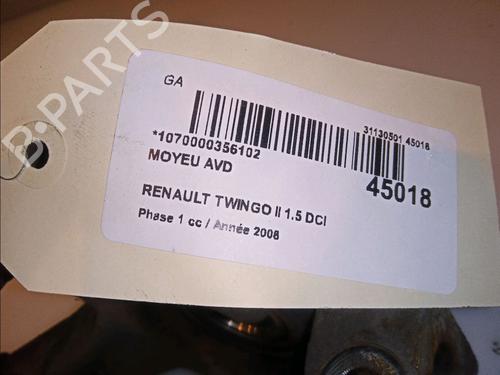 B-PARTS
GA
31130501 45018
*1070000356102
MOYEU AVD
45018
RENAULT TWINGO II 1.5 DCI
Phase 1 cc / Année 2008